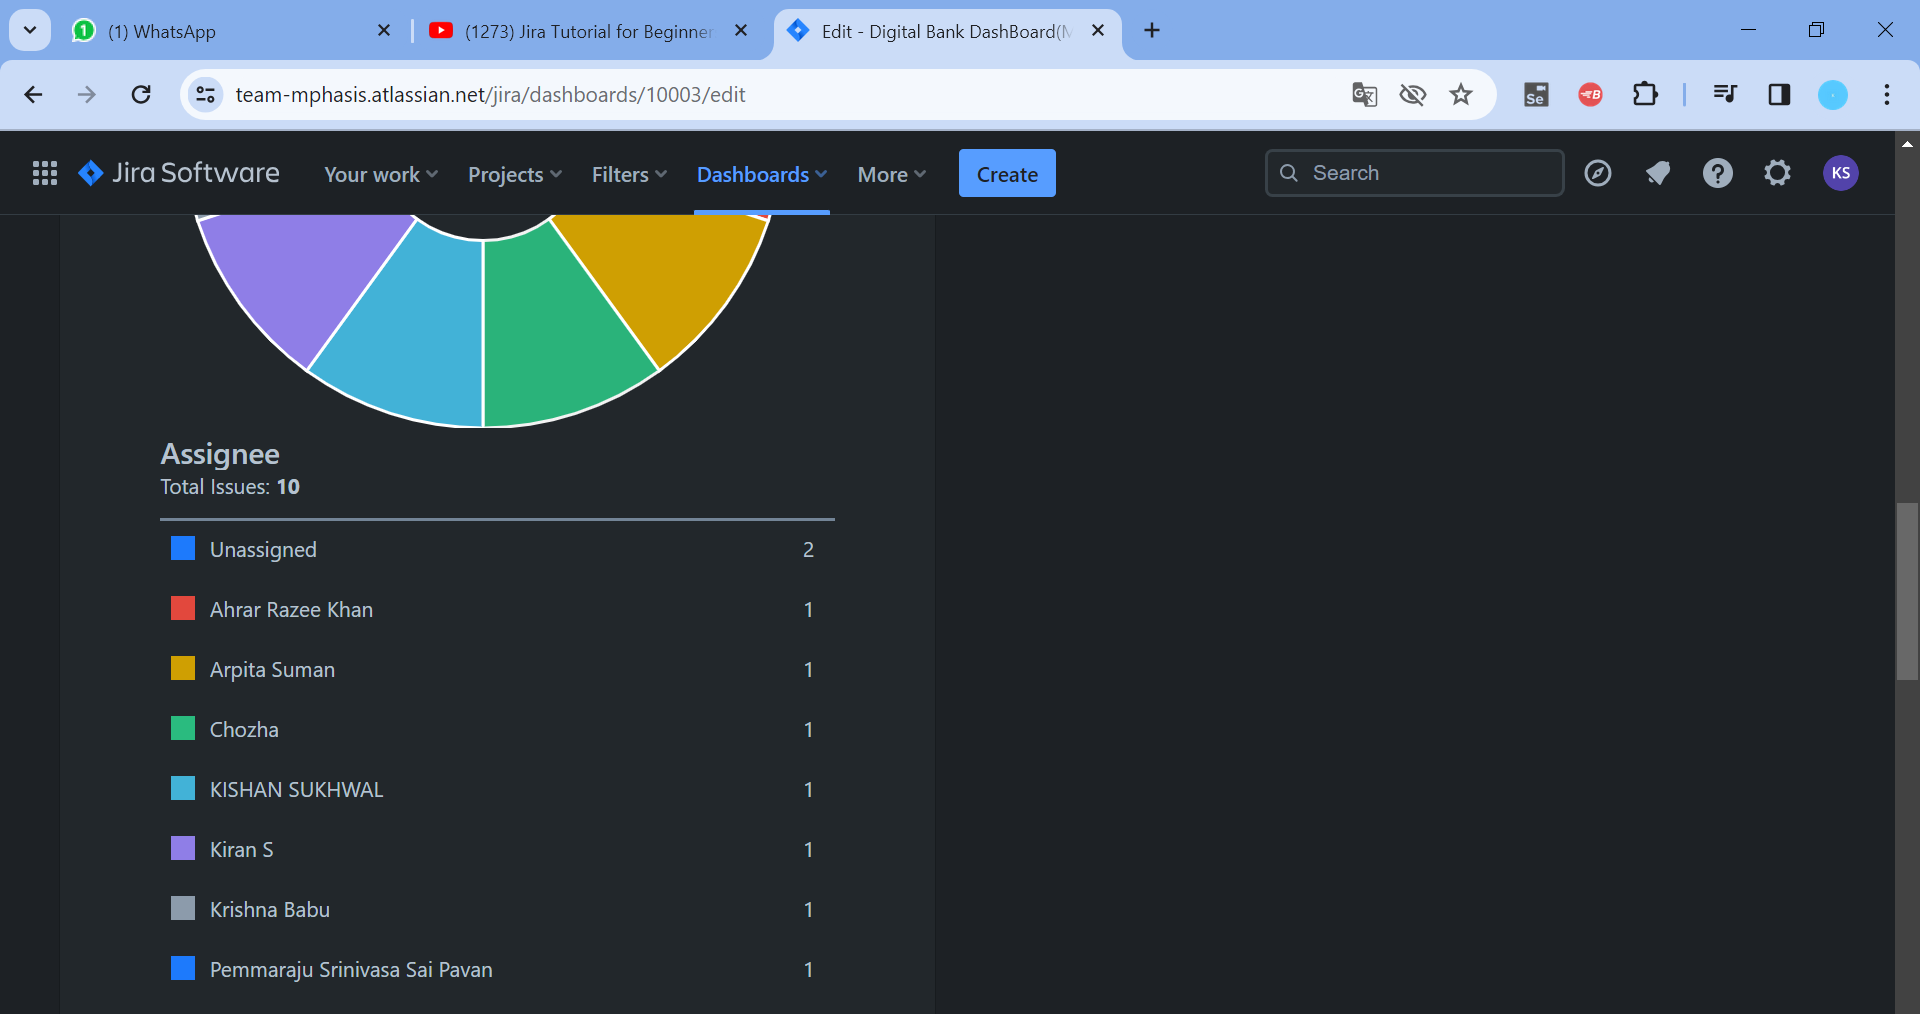 (1) WhatsApp
(1273) Jira Tutorial for Beginner
Edit - Digital Bank DashBoard(M
team-mphasis.atlassian.net/jira/dashboards/10003/edit
Se
B
Jira Software
Your work
Projects
Filters
Dashboards
More
Create
Search
KS
Assignee
Total Issues: 10
Unassigned 2
Ahrar Razee Khan 1
Arpita Suman 1
Chozha 1
KISHAN SUKHWAL 1
Kiran S 1
Krishna Babu 1
Pemmaraju Srinivasa Sai Pavan 1